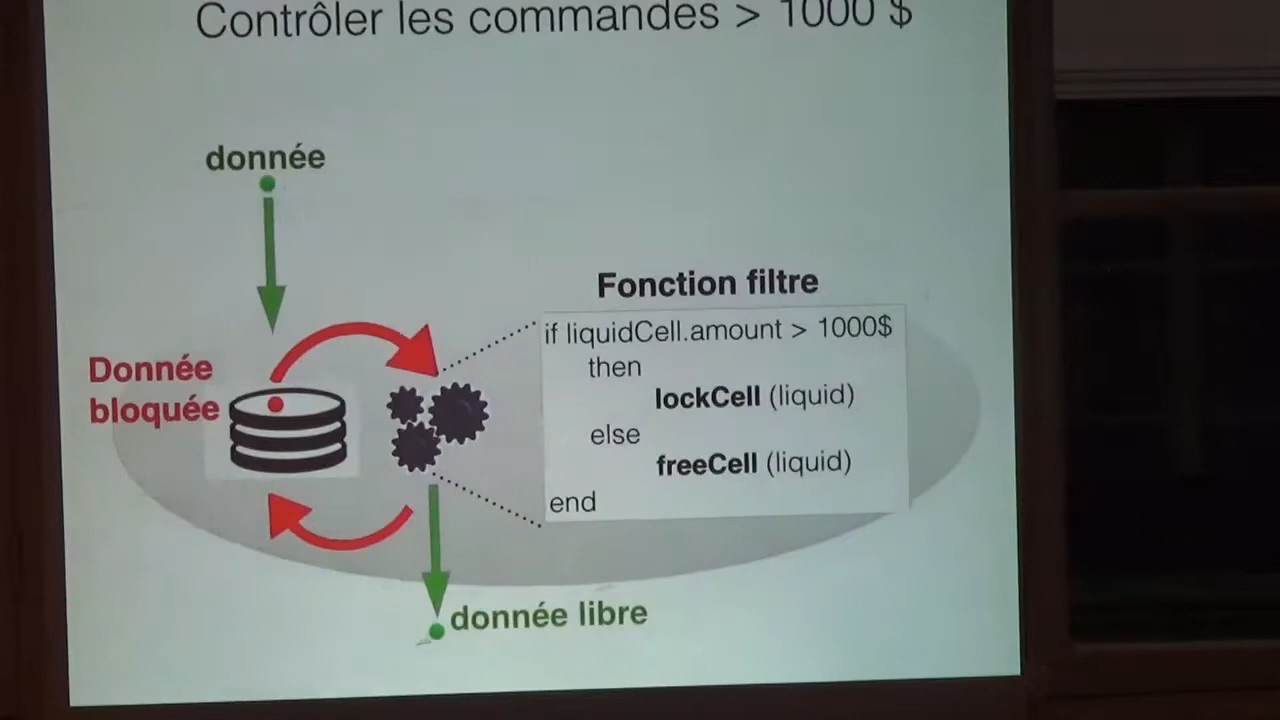 Contrôler les commandes > 1000 $
donnée
Fonction filtre
if liquidCell.amount > 1000$
then
lockCell (liquid)
else
freeCell (liquid)
end
Donnée
bloquée
donnée libre